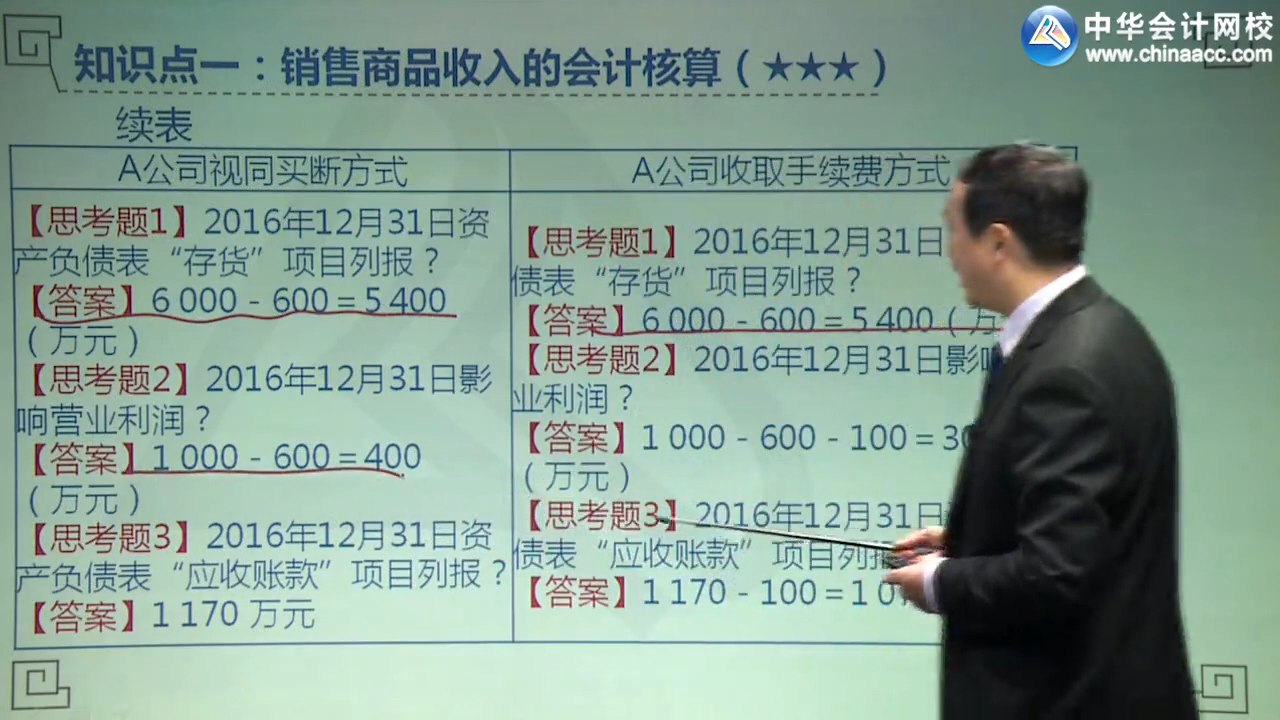 中华会计网校
www.chinaacc.com
知识点一：销售商品收入的会计核算（★★★）
续表
A公司视同买断方式
【思考题1】2016年12月31日资
产负债表“存货”项目列报？
【答案】6 000－600＝5 400
（万元）
【思考题2】2016年12月31日影
响营业利润？
【答案】1 000－600＝400
（万元）
【思考题3】2016年12月31日资
产负债表“应收账款”项目列报？
【答案】1 170 万元
A公司收取手续费方式
【思考题1】2016年12月31日
债表“存货”项目列报？
【答案】6 000－600＝5 400（万
【思考题2】2016年12月31日影
业利润？
【答案】1 000－600－100＝30
（万元）
【思考题3】2016年12月31日
债表“应收账款”项目列
【答案】1 170－100＝1 0